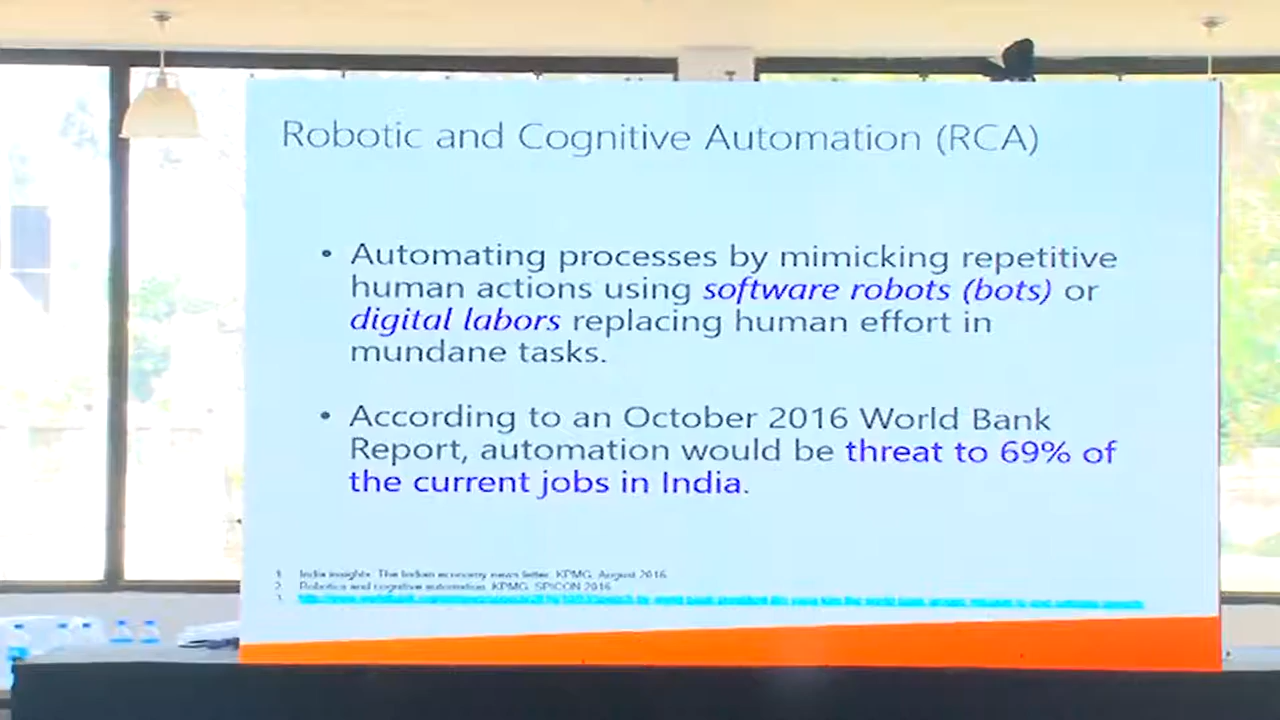 Robotic and Cognitive Automation (RCA)
• Automating processes by mimicking repetitive
human actions using software robots (bots) or
digital labors replacing human effort in
mundane tasks.
• According to an October 2016 World Bank
Report, automation would be threat to 69% of
the current jobs in India.
1. India insights. The Indian economy news letter. KPMG. August 2016
2. Robotics and cognitive automation. KPMG. SPICON 2016
3.